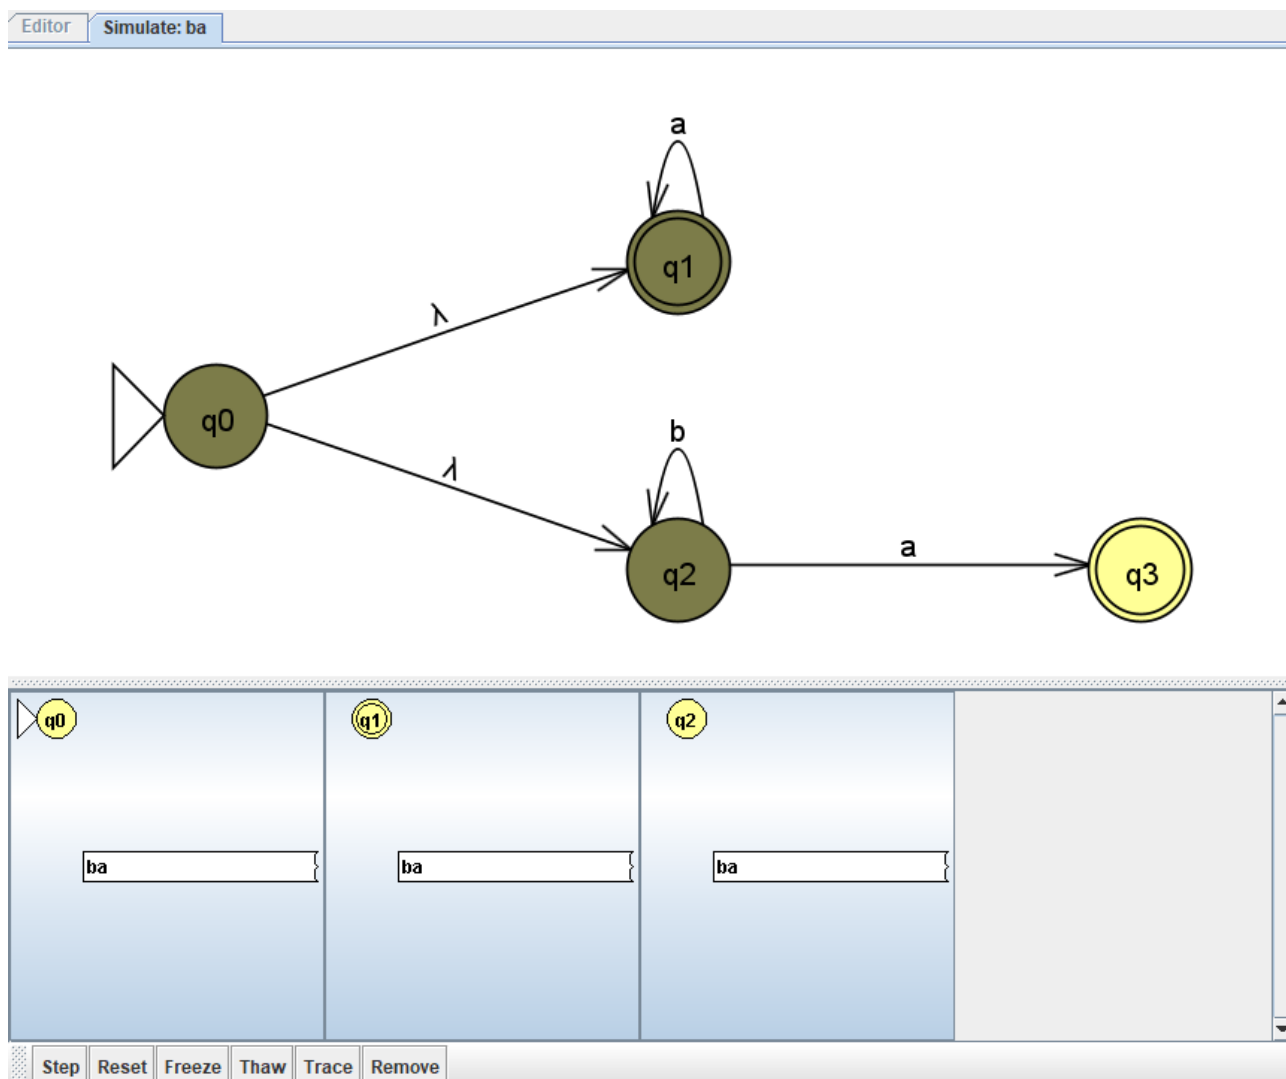 Editor
Simulate: ba
a
q1
λ
q0
b
λ
a
q2
q3
q0
q1
q2
ba
ba
ba
Step Reset Freeze Thaw Trace Remove